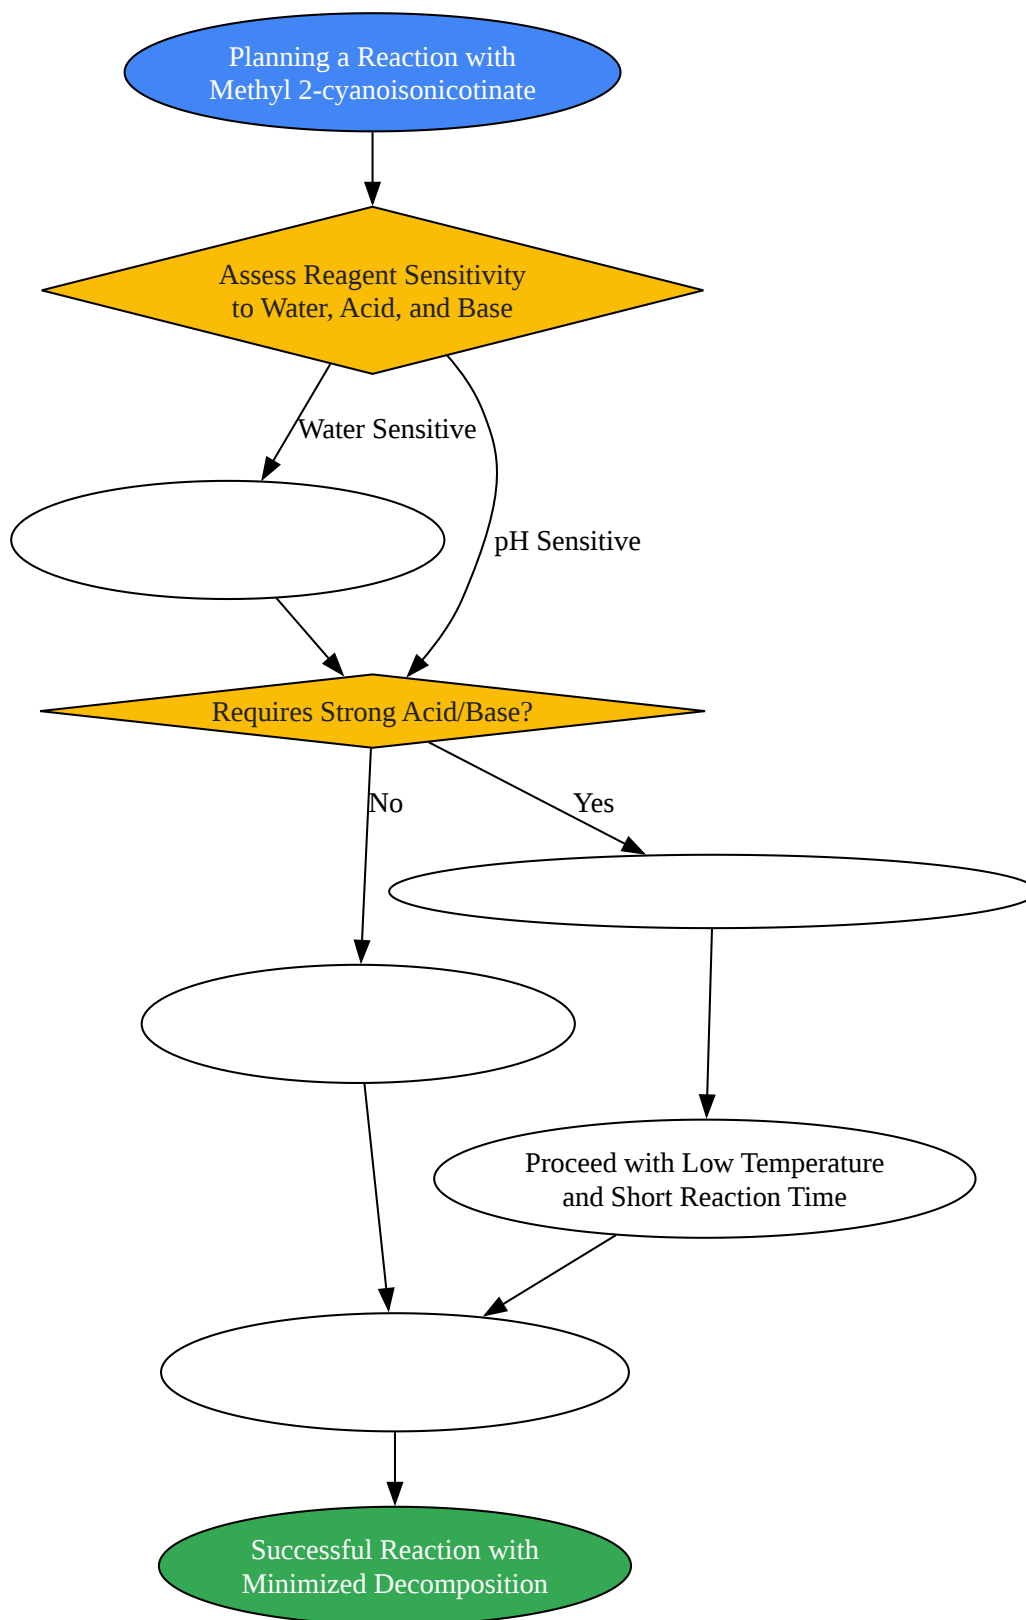 Planning a Reaction with
Methyl 2-cyanoisonicotinate
Assess Reagent Sensitivity
to Water, Acid, and Base
Water Sensitive
pH Sensitive
Requires Strong Acid/Base?
No
Yes
Proceed with Low Temperature
and Short Reaction Time
Successful Reaction with
Minimized Decomposition